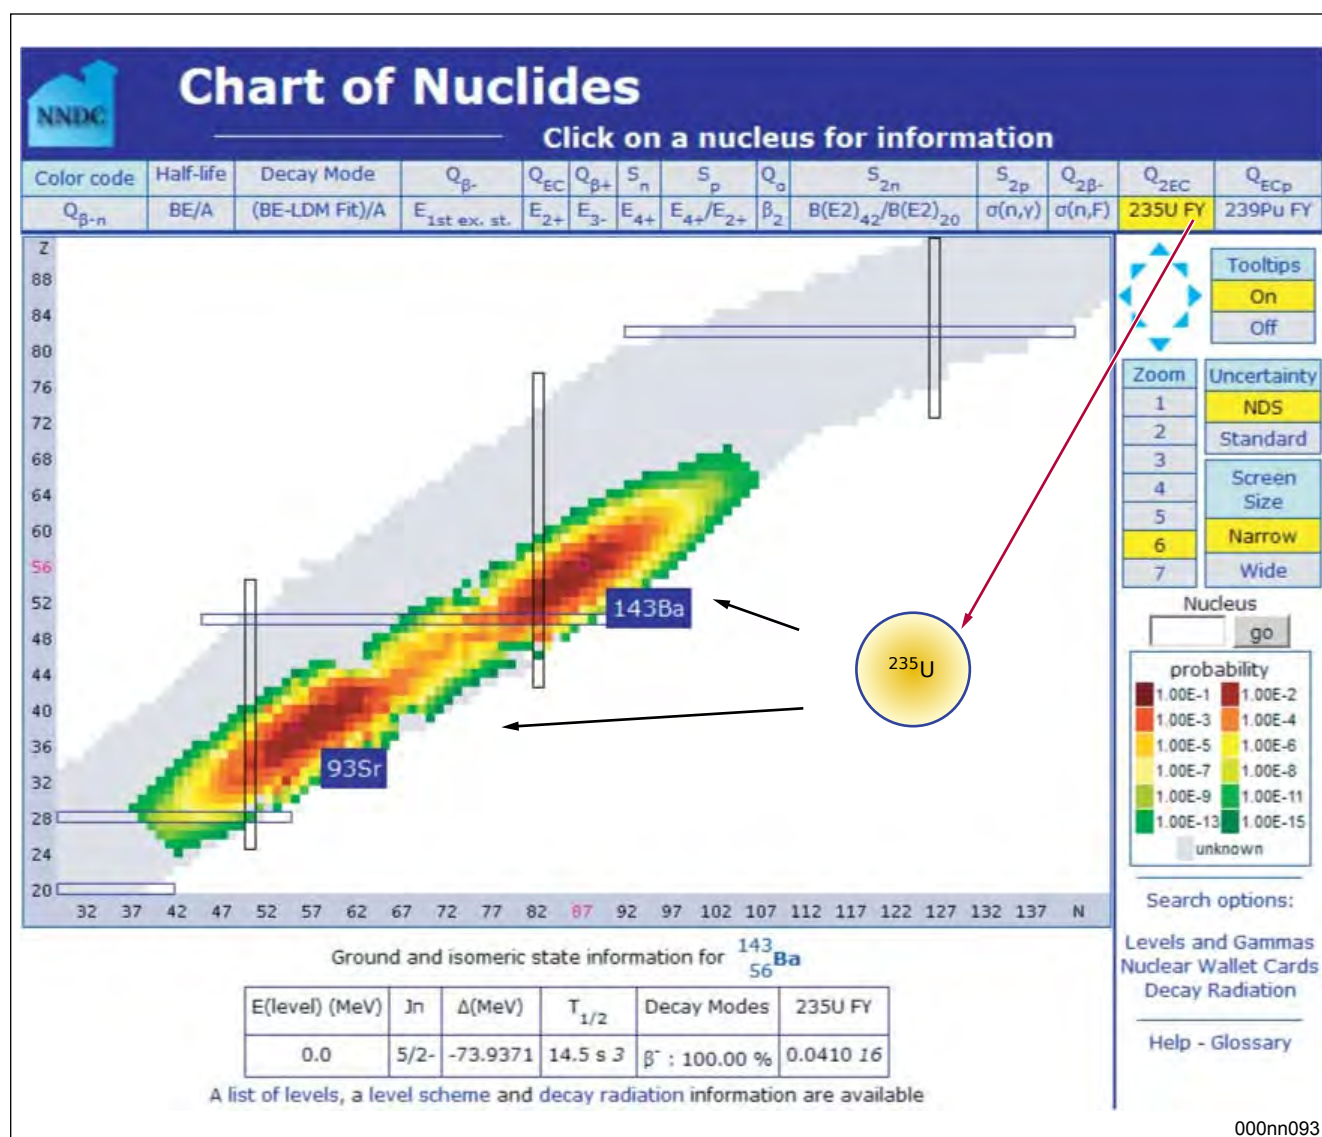 NNDC
Chart of Nuclides
Click on a nucleus for information
Color code Half-life Decay Mode Qβ- QEC Qβ+ Sn Sp Qα S2n S2p Q2β- Q2EC QECp
Qβ-n BE/A (BE-LDM Fit)/A E1st ex. st. E2+ E3- E4+ E4+/E2+ β2 B(E2)42/B(E2)20 σ(n,γ) σ(n,F) 235U FY 239Pu FY
Z
88
84
80
76
72
68
64
60
56
52
48
44
40
36
32
28
24
20
32 37 42 47 52 57 62 67 72 77 82 87 92 97 102 107 112 117 122 127 132 137 N
143Ba
93Sr
235U
Tooltips
On
Off
Zoom
1
2
3
4
5
6
7
Uncertainty
NDS
Standard
Screen
Size
Narrow
Wide
Nucleus
go
probability
1.00E-1 1.00E-2
1.00E-3 1.00E-4
1.00E-5 1.00E-6
1.00E-7 1.00E-8
1.00E-9 1.00E-11
1.00E-13 1.00E-15
unknown
Search options:
Levels and Gammas
Nuclear Wallet Cards
Decay Radiation
Help - Glossary
Ground and isomeric state information for 143 56 Ba
E(level) (MeV) Jπ Δ(MeV) T1/2 Decay Modes 235U FY
0.0 5/2- -73.9371 14.5 s 3 β- : 100.00 % 0.0410 16
A list of levels, a level scheme and decay radiation information are available
000nn093